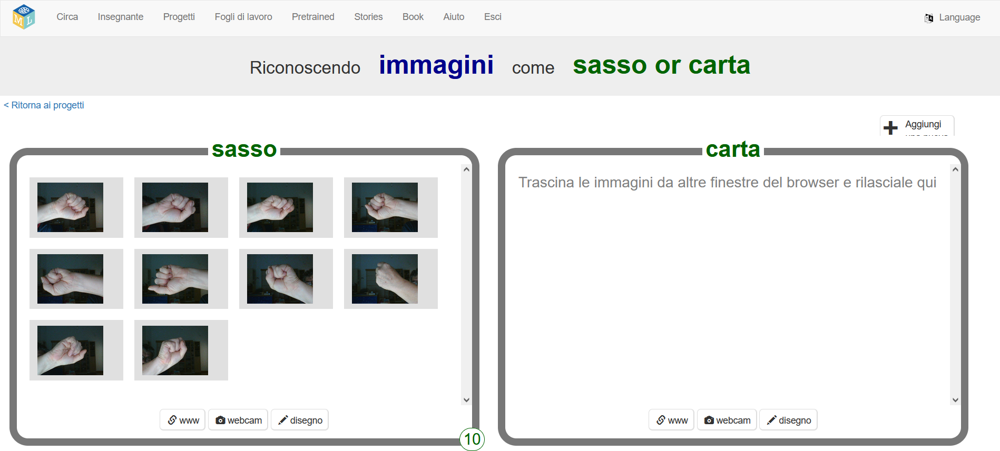 M L
Circa Insegnante Progetti Fogli di lavoro Pretrained Stories Book Aiuto Esci Language
Riconoscendo immagini come sasso or carta
< Ritorna ai progetti
Aggiungi
sasso
carta
Trascina le immagini da altre finestre del browser e rilasciale qui
www webcam disegno
www webcam disegno
10